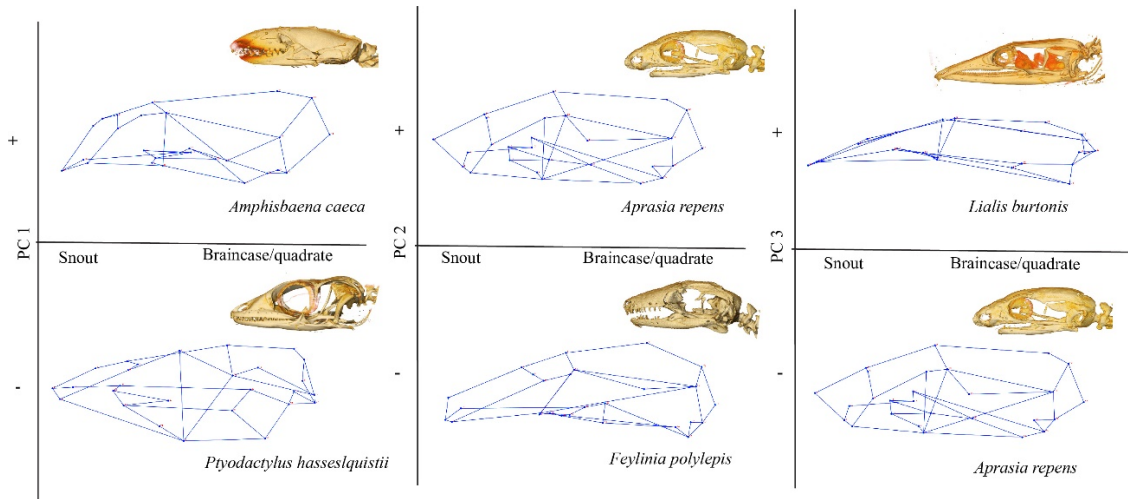 +
Amphisbaena caeca
PC 1
Snout Braincase/quadrate
-
Ptyodactylus hasseslquistii
+
Aprasia repens
PC 2
Snout Braincase/quadrate
-
Feylinia polylepis
+
Lialis burtonis
PC 3
Snout Braincase/quadrate
-
Aprasia repens